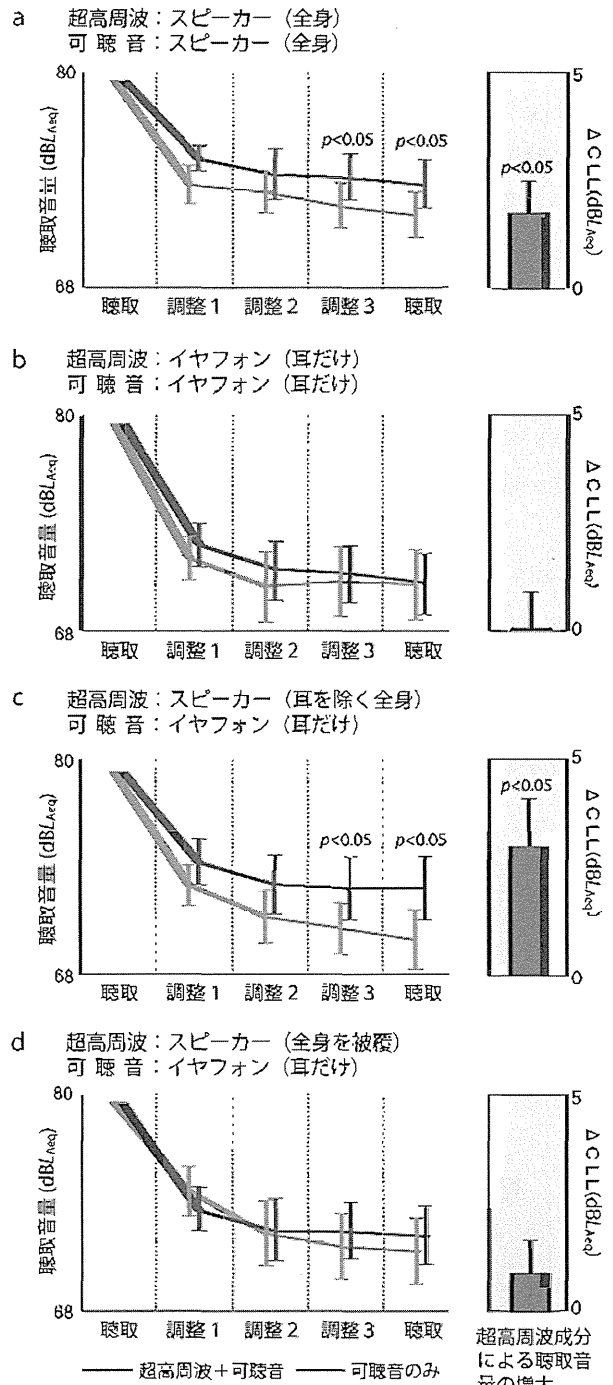 a 超高周波：スピーカー（全身）
可 聴 音：スピーカー（全身）
80
68
聴取音量 (dBLAeq)
p<0.05 p<0.05
聴取 調整1 調整2 調整3 聴取
p<0.05
5
0
ΔCLL(dBLAeq)
b 超高周波：イヤフォン（耳だけ）
可 聴 音：イヤフォン（耳だけ）
80
68
聴取音量 (dBLAeq)
聴取 調整1 調整2 調整3 聴取
5
0
ΔCLL(dBLAeq)
c 超高周波：スピーカー（耳を除く全身）
可 聴 音：イヤフォン（耳だけ）
80
68
聴取音量 (dBLAeq)
p<0.05 p<0.05
聴取 調整1 調整2 調整3 聴取
p<0.05
5
0
ΔCLL(dBLAeq)
d 超高周波：スピーカー（全身を被覆）
可 聴 音：イヤフォン（耳だけ）
80
68
聴取音量 (dBLAeq)
聴取 調整1 調整2 調整3 聴取
5
0
ΔCLL(dBLAeq)
超高周波＋可聴音 可聴音のみ
超高周波成分
による聴取音
量の増大